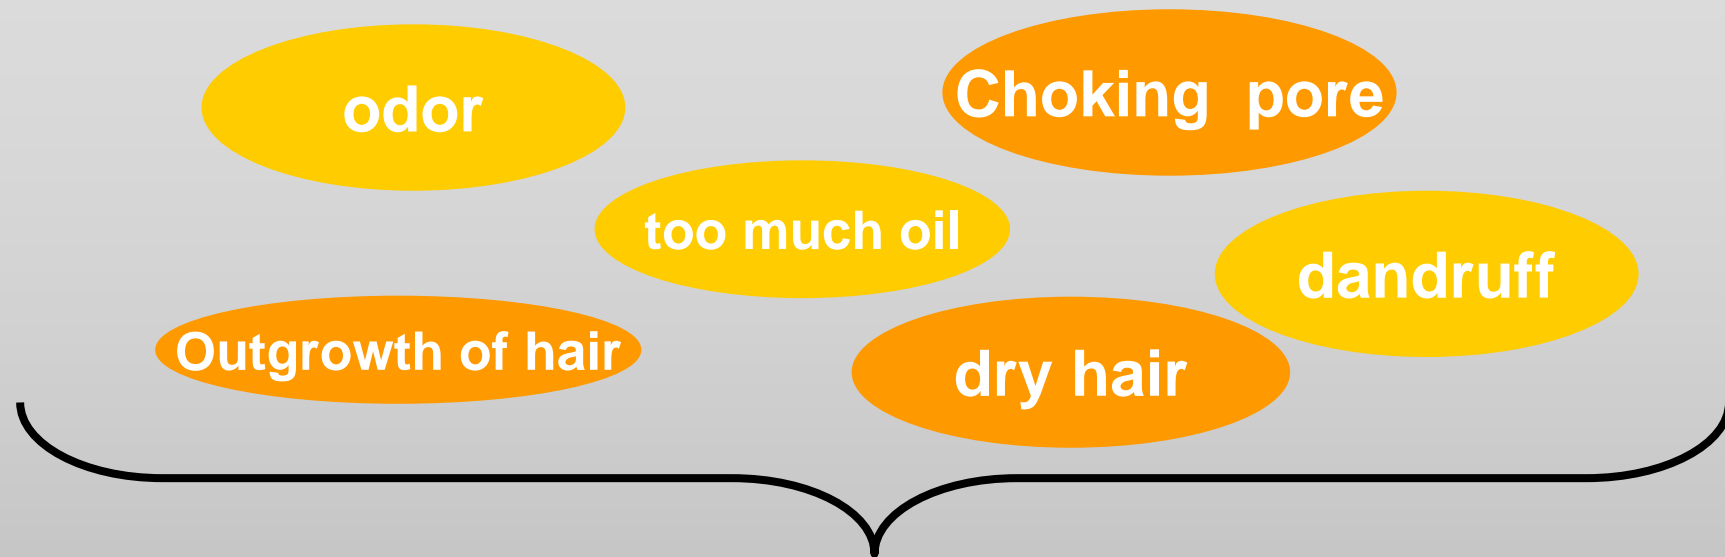 odor
Choking pore
too much oil
dandruff
Outgrowth of hair
dry hair